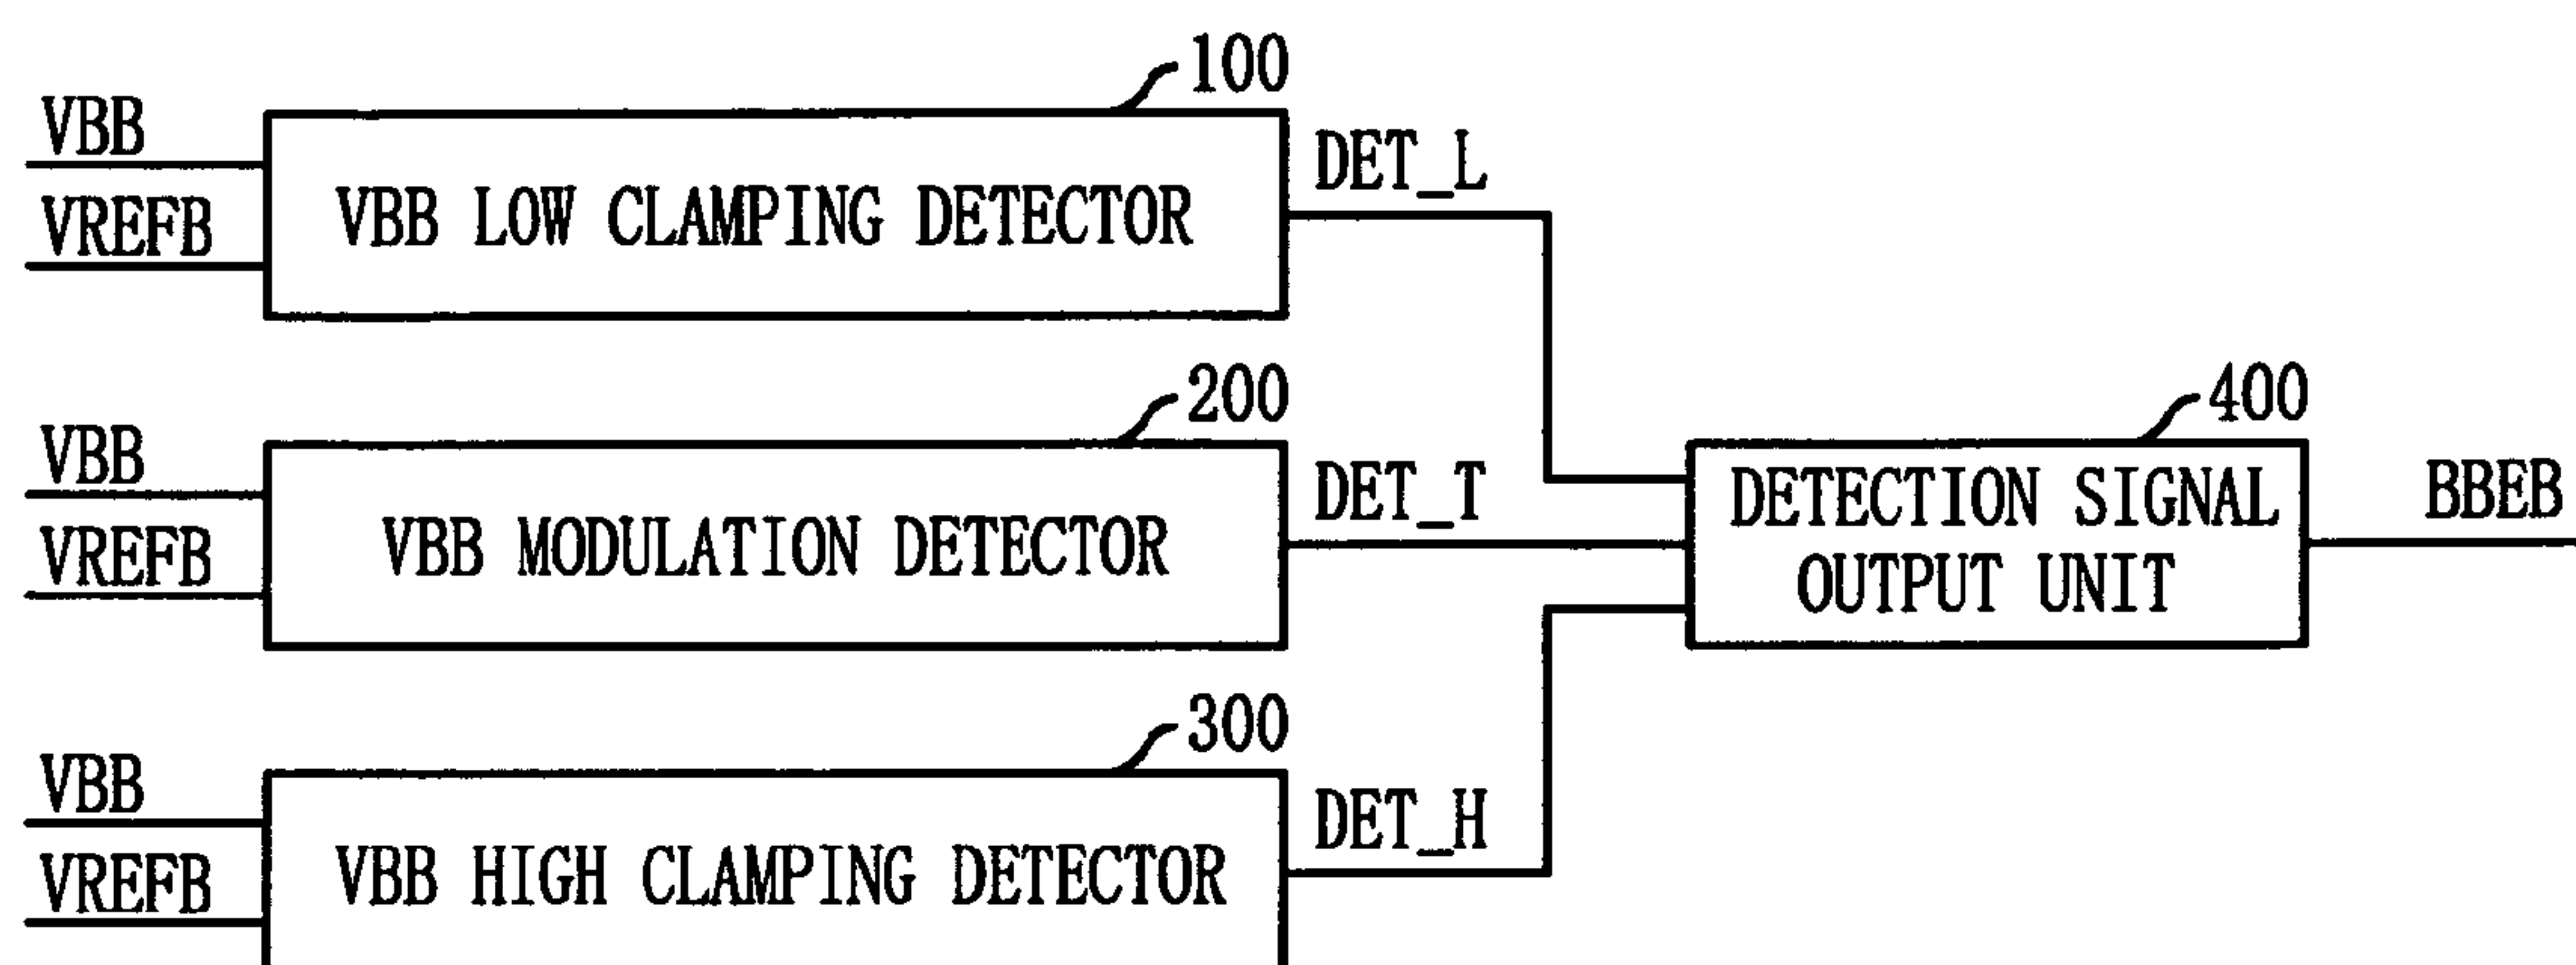 100
VBB
VREFB
VBB LOW CLAMPING DETECTOR
DET_L
200
VBB
VREFB
VBB MODULATION DETECTOR
DET_T
400
DETECTION SIGNAL
OUTPUT UNIT
BBEB
300
VBB
VREFB
VBB HIGH CLAMPING DETECTOR
DET_H